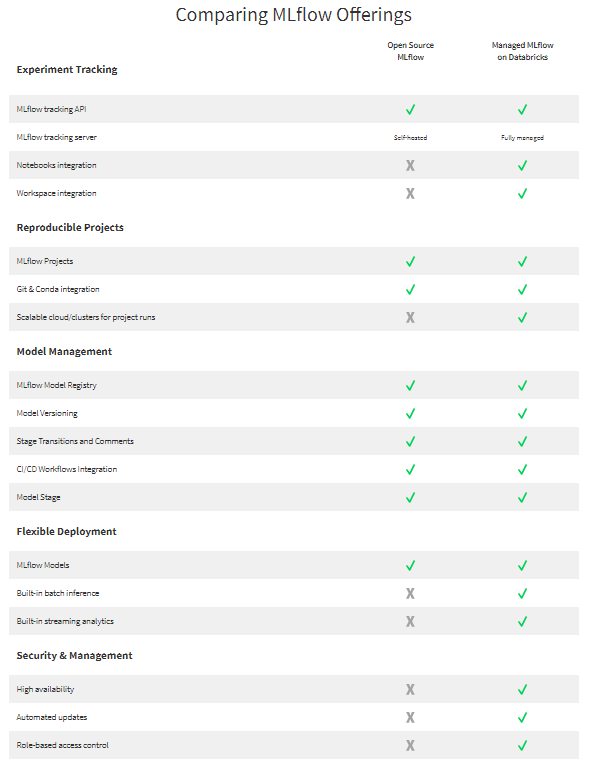 Comparing MLflow Offerings
Open Source
MLflow
Managed MLflow
on Databricks
Experiment Tracking
MLflow tracking API ✓ ✓
MLflow tracking server Self-hosted Fully managed
Notebooks integration X ✓
Workspace integration X ✓
Reproducible Projects
MLflow Projects ✓ ✓
Git & Conda integration ✓ ✓
Scalable cloud/clusters for project runs X ✓
Model Management
MLflow Model Registry ✓ ✓
Model Versioning ✓ ✓
Stage Transitions and Comments ✓ ✓
CI/CD Workflows Integration ✓ ✓
Model Stage ✓ ✓
Flexible Deployment
MLflow Models ✓ ✓
Built-in batch inference X ✓
Built-in streaming analytics X ✓
Security & Management
High availability X ✓
Automated updates X ✓
Role-based access control X ✓